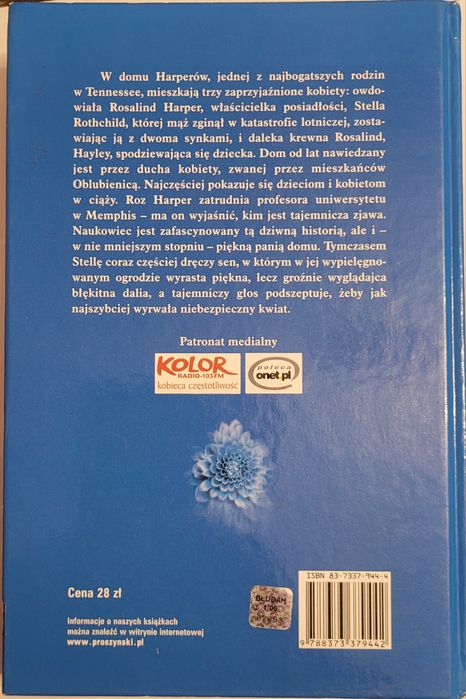 W domu Harperów, jednej z najbogatszych rodzin
w Tennessee, mieszkają trzy zaprzyjaźnione kobiety: owdo-
wiała Rosalind Harper, właścicielka posiadłości, Stella
Rothchild, której mąż zginął w katastrofie lotniczej, zosta-
wiając ją z dwoma synkami, i daleka krewna Rosalind,
Hayley, spodziewająca się dziecka. Dom od lat nawiedzany
jest przez ducha kobiety, zwanej przez mieszkańców
Oblubienicą. Najczęściej pokazuje się dzieciom i kobietom
w ciąży. Roz Harper zatrudnia profesora uniwersytetu
w Memphis – ma on wyjaśnić, kim jest tajemnicza zjawa.
Naukowiec jest zafascynowany tą dziwną historią, ale i –
w nie mniejszym stopniu – piękną panią domu. Tymczasem
Stellę coraz częściej dręczy sen, w którym w jej wypielęgno-
wanym ogrodzie wyrasta piękna, lecz groźnie wyglądająca
błękitna dalia, a tajemniczy głos podszeptuje, żeby jak
najszybciej wyrwała niebezpieczny kwiat.
Patronat medialny
KOLOR
RADIO-103FM
kobieca częstotliwość
poleca
onet.pl
Cena 28 zł
Informacje o naszych książkach
można znaleźć w witrynie internetowej
www.proszynski.pl
ISBN 83-7337-944-4
9 788373 379442